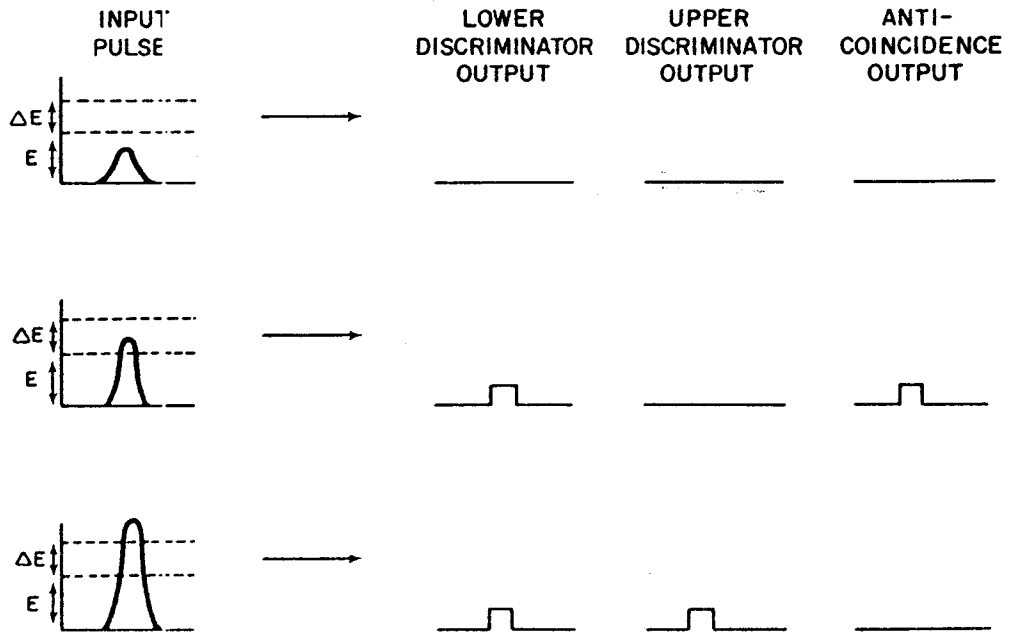 INPUT
PULSE
LOWER
DISCRIMINATOR
OUTPUT
UPPER
DISCRIMINATOR
OUTPUT
ANTI-
COINCIDENCE
OUTPUT
ΔE
E
ΔE
E
ΔE
E